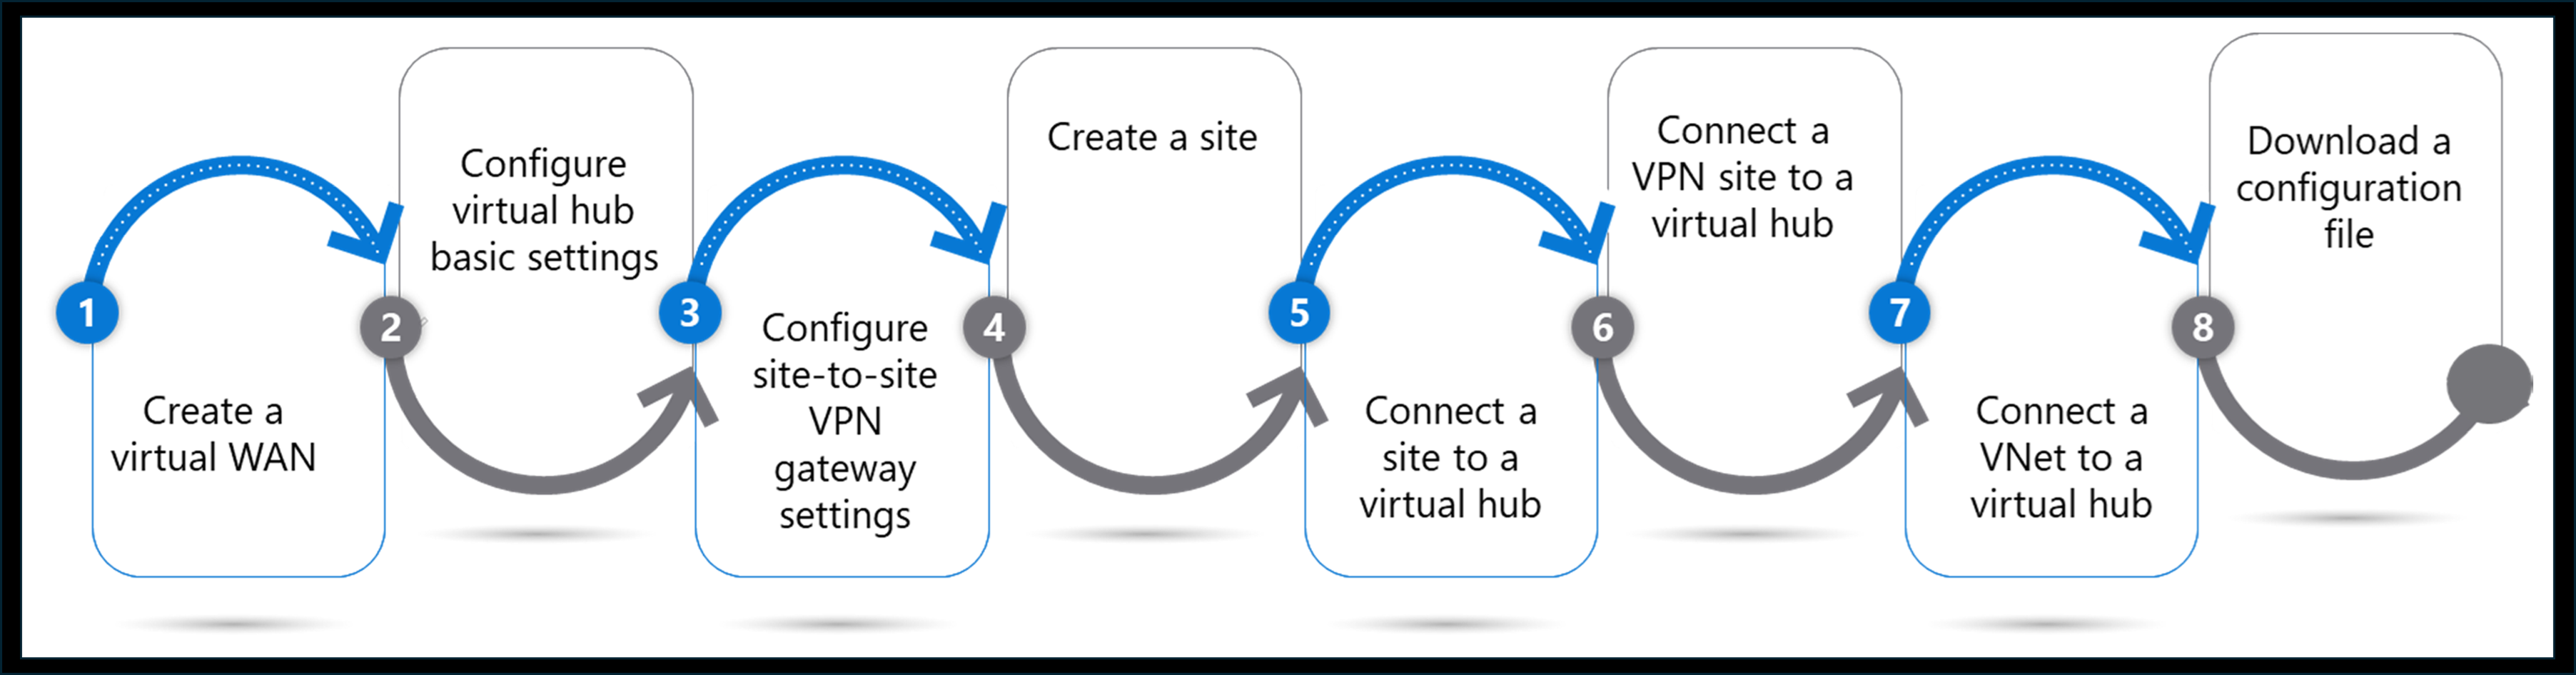 1
Create a
virtual WAN
2
Configure
virtual hub
basic settings
3
Configure
site-to-site
VPN
gateway
settings
4
Create a site
5
Connect a
site to a
virtual hub
6
Connect a
VPN site to a
virtual hub
7
Connect a
VNet to a
virtual hub
8
Download a
configuration
file